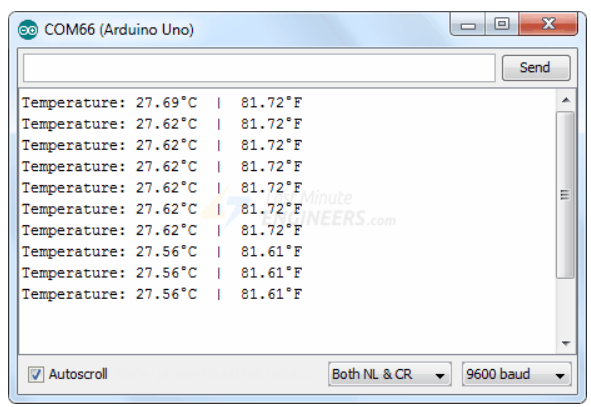 COM66 (Arduino Uno)
Send
Temperature: 27.69°C  |  81.72°F
Temperature: 27.62°C  |  81.72°F
Temperature: 27.62°C  |  81.72°F
Temperature: 27.62°C  |  81.72°F
Temperature: 27.62°C  |  81.72°F
Temperature: 27.62°C  |  81.72°F
Temperature: 27.62°C  |  81.72°F
Temperature: 27.56°C  |  81.61°F
Temperature: 27.56°C  |  81.61°F
Temperature: 27.56°C  |  81.61°F
Last Minute
ENGINEERS.com
Autoscroll
Both NL & CR
9600 baud